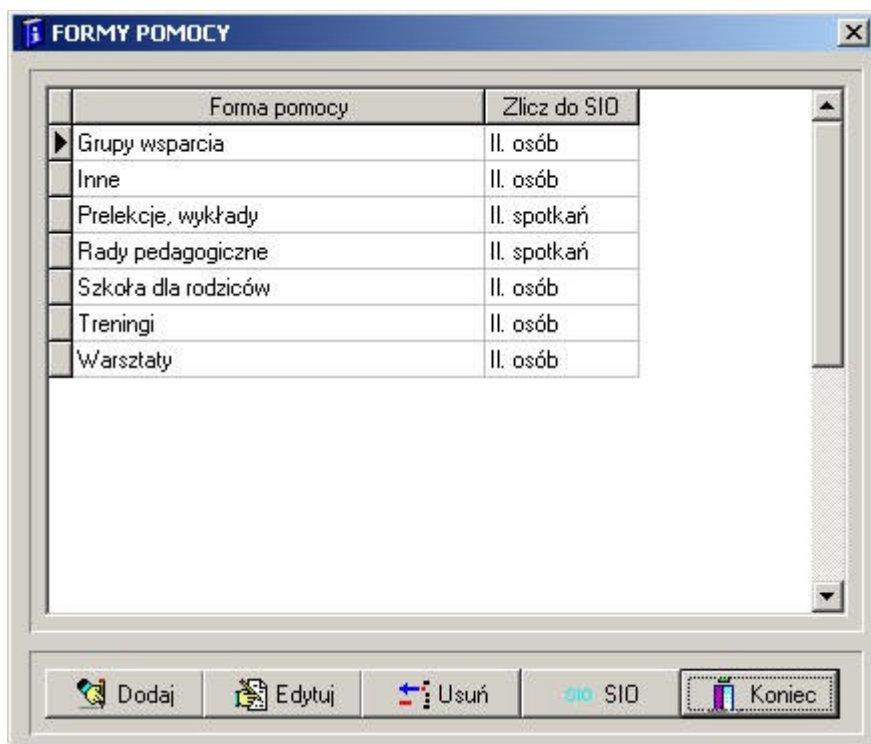 FORMY POMOCY
Forma pomocy Zlicz do SIO
Grupy wsparcia Il. osób
Inne Il. osób
Prelekcje, wykłady Il. spotkań
Rady pedagogiczne Il. spotkań
Szkoła dla rodziców Il. osób
Treningi Il. osób
Warsztaty Il. osób
Dodaj Edytuj Usuń SIO SIO Koniec